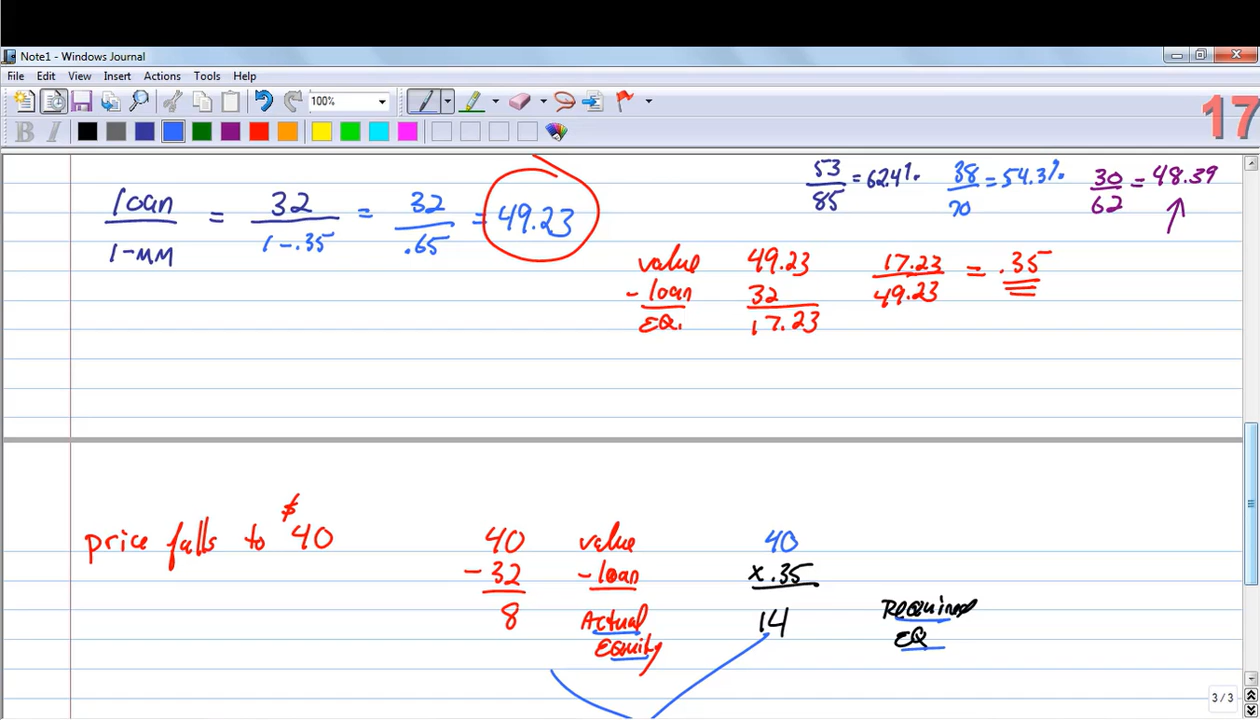 Note1 - Windows Journal
File Edit View Insert Actions Tools Help
100%
17
B I
loan / 1-MM = 32 / 1-.35 = 32 / .65 = 49.23
53/85 = 62.4% 38/70 = 54.3% 30/62 = 48.39
value 49.23 17.23/49.23 = .35
- loan 32
EQ. 17.23
price falls to $40
40 value 40
- 32 - loan x .35
8 Actual Equity 14 Required EQ
3 / 3